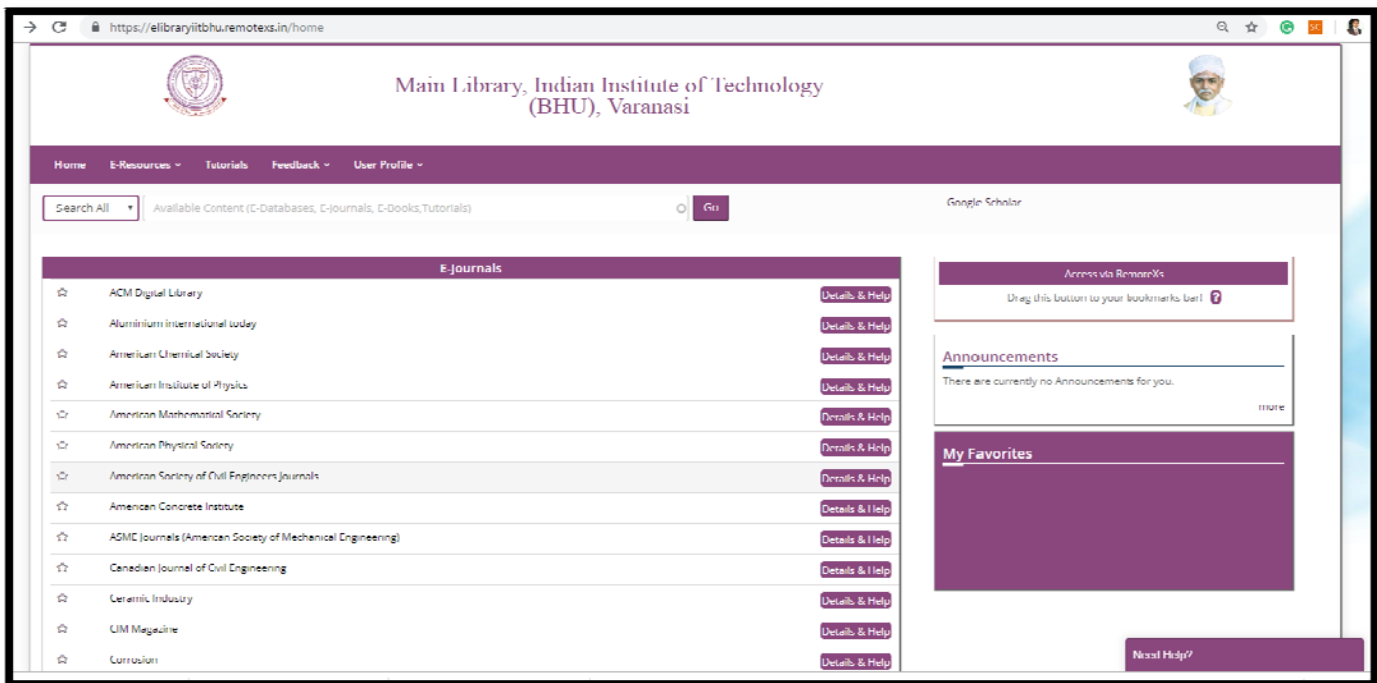 https://elibraryiitbhu.remotexs.in/home
Main Library, Indian Institute of Technology
(BHU), Varanasi
Home E-Resources Tutorials Feedback User Profile
Search All Available Content (E-Databases, E-Journals, E-Books,Tutorials) Go Google Scholar
E-Journals
ACM Digital Library Details & Help
Aluminium international today Details & Help
American Chemical Society Details & Help
American Institute of Physics Details & Help
American Mathematical Society Details & Help
American Physical Society Details & Help
American Society of Civil Engineers Journals Details & Help
American Concrete Institute Details & Help
ASME Journals (American Society of Mechanical Engineering) Details & Help
Canadian Journal of Civil Engineering Details & Help
Ceramic Industry Details & Help
CIM Magazine Details & Help
Corrosion Details & Help
Access via RemoteXs
Drag this button to your bookmarks bar! ?
Announcements
There are currently no Announcements for you.
more
My Favorites
Need Help?